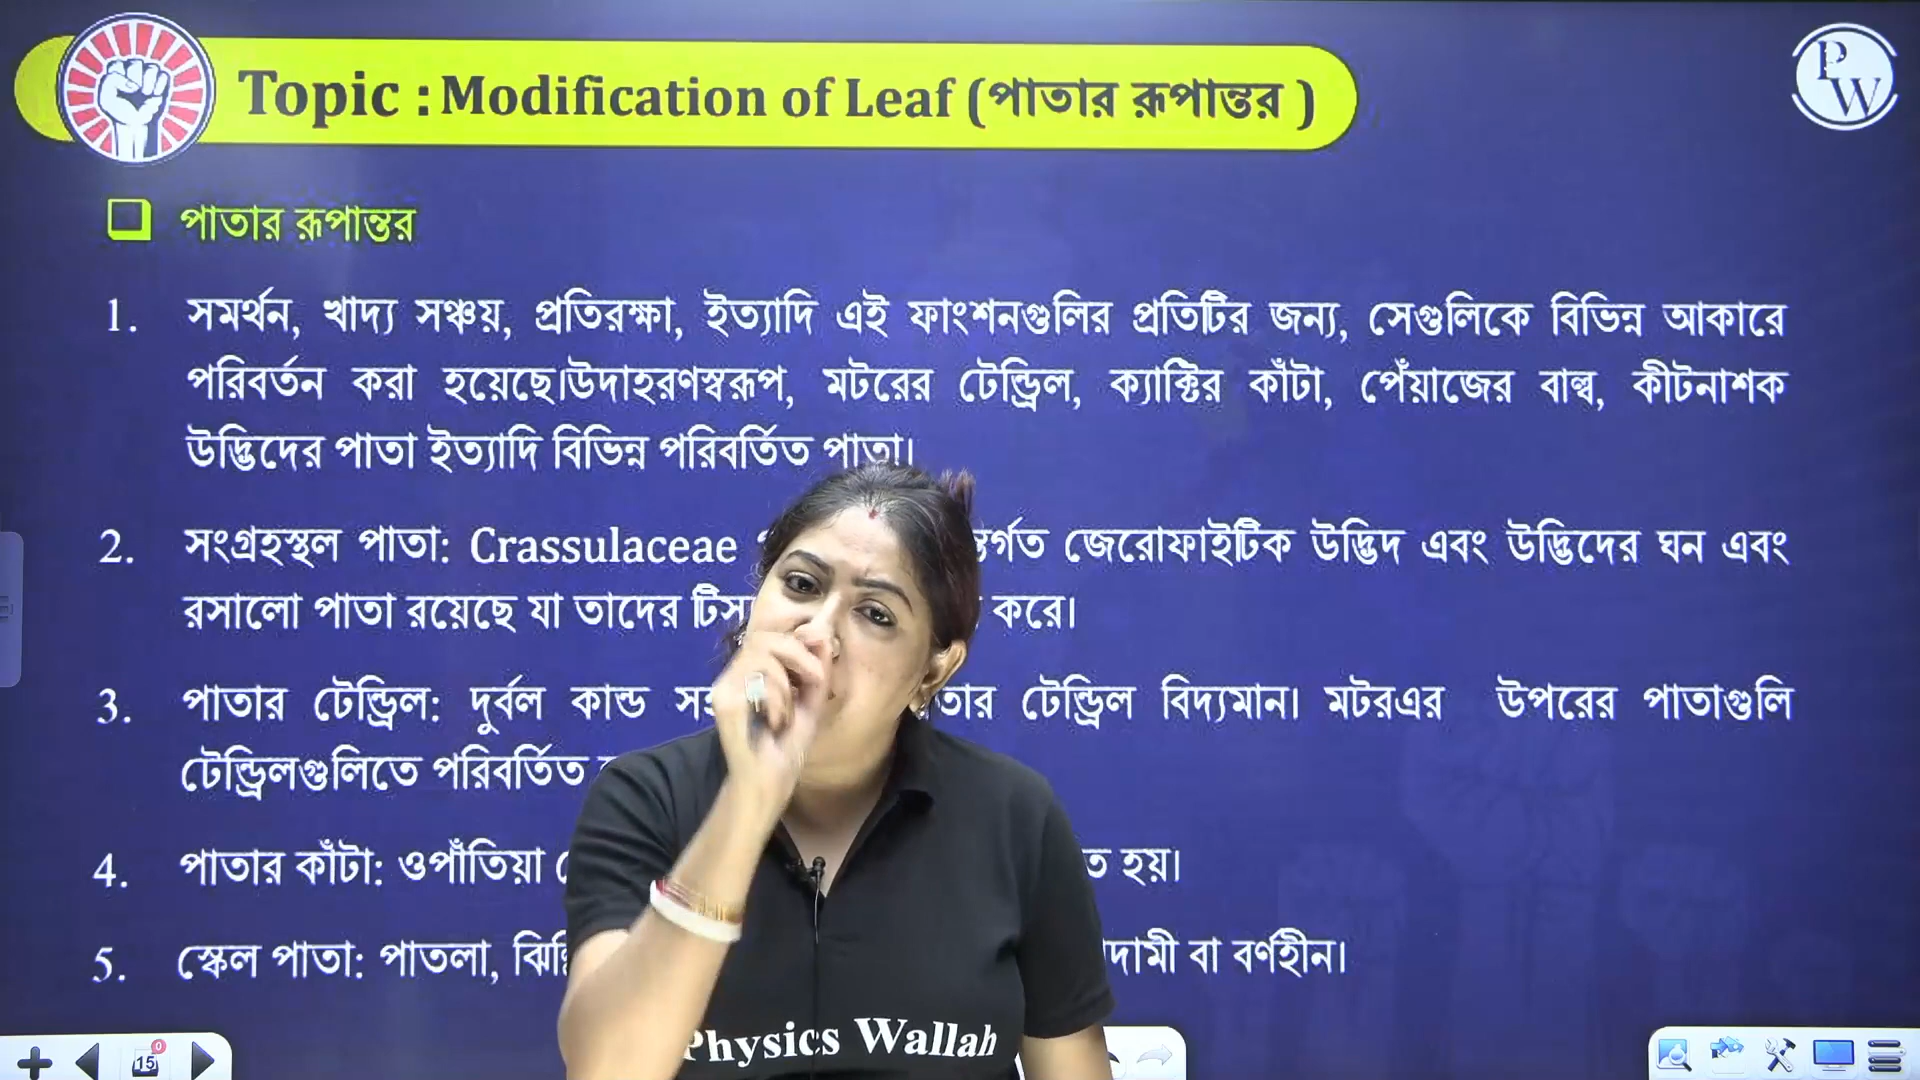 Topic : Modification of Leaf (পাতার রূপান্তর )
PW
পাতার রূপান্তর
1. সমর্থন, খাদ্য সঞ্চয়, প্রতিরক্ষা, ইত্যাদি এই ফাংশনগুলির প্রতিটির জন্য, সেগুলিকে বিভিন্ন আকারে
পরিবর্তন করা হয়েছে।উদাহরণস্বরূপ, মটরের টেন্ড্রিল, ক্যাক্টির কাঁটা, পেঁয়াজের বাল্ব, কীটনাশক
উদ্ভিদের পাতা ইত্যাদি বিভিন্ন পরিবর্তিত পাতা।
2. সংগ্রহস্থল পাতা: Crassulaceae জেরোফাইটিক উদ্ভিদ এবং উদ্ভিদের ঘন এবং
রসালো পাতা রয়েছে যা তাদের করে।
3. পাতার টেন্ড্রিল: দুর্বল কান্ড টেন্ড্রিল বিদ্যমান। মটরএর উপরের পাতাগুলি
টেন্ড্রিলগুলিতে পরিবর্তিত
4. পাতার কাঁটা: ওপাঁতিয়া হয়।
5. স্কেল পাতা: পাতলা, বা বর্ণহীন।
Physics Wallah
15
0